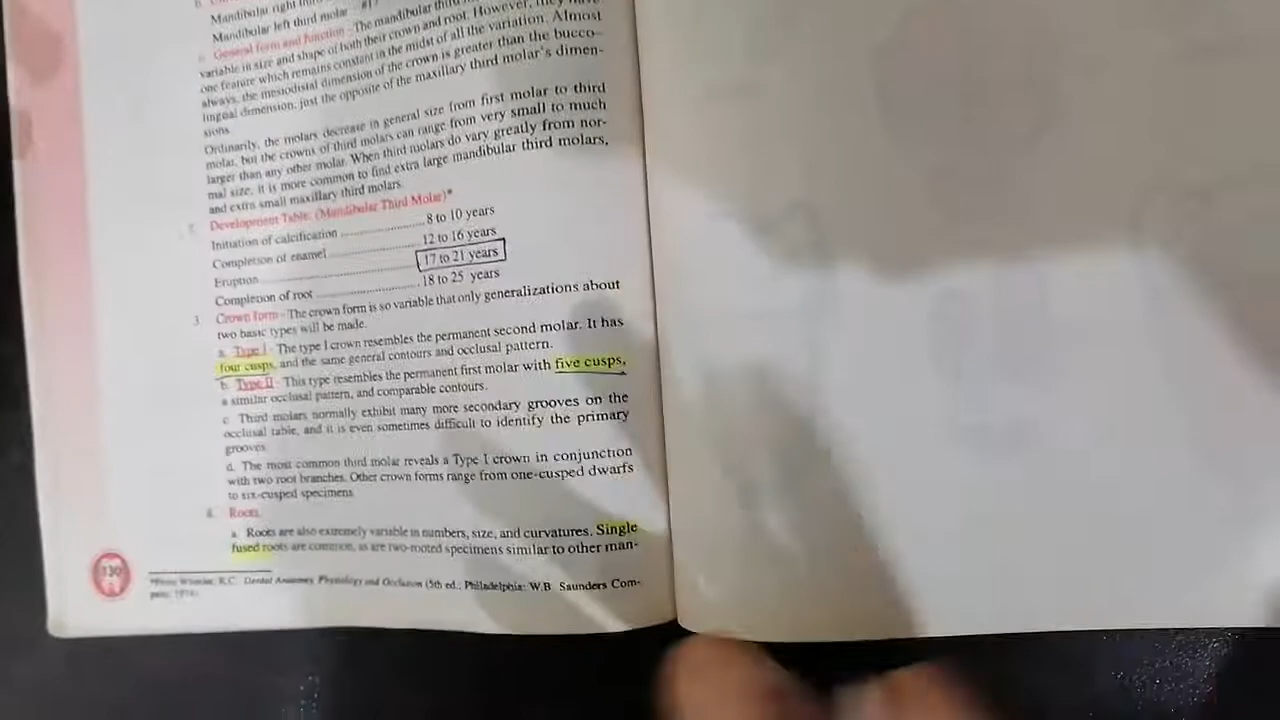 Mandibular right third
Mandibular left third molar #17
c. General form and function - The mandibular third
variable in size and shape of both their crown and root. However, they have
one feature which remains constant in the midst of all the variation. Almost
always, the mesiodistal dimension of the crown is greater than the bucco-
lingual dimension; just the opposite of the maxillary third molar's dimen-
sions.
Ordinarily, the molars decrease in general size from first molar to third
molar, but the crowns of third molars can range from very small to much
larger than any other molar. When third molars do vary greatly from nor-
mal size, it is more common to find extra large mandibular third molars,
and extra small maxillary third molars.
Development Table: (Mandibular Third Molar)*
Initiation of calcification .................... 8 to 10 years
Completion of enamel .................... 12 to 16 years
Eruption .................... 17 to 21 years
Completion of root .................... 18 to 25 years
3. Crown form - The crown form is so variable that only generalizations about
two basic types will be made.
a. Type I - The type I crown resembles the permanent second molar. It has
four cusps, and the same general contours and occlusal pattern.
b. Type II - This type resembles the permanent first molar with five cusps,
a similar occlusal pattern, and comparable contours.
c. Third molars normally exhibit many more secondary grooves on the
occlusal table, and it is even sometimes difficult to identify the primary
grooves.
d. The most common third molar reveals a Type I crown in conjunction
with two root branches. Other crown forms range from one-cusped dwarfs
to six-cusped specimens.
4. Roots
a. Roots are also extremely variable in numbers, size, and curvatures. Single
fused roots are common, as are two-rooted specimens similar to other man-
130
*From Wheeler, R.C. Dental Anatomy, Physiology and Occlusion (5th ed., Philadelphia: W.B Saunders Com-
pany, 1974)